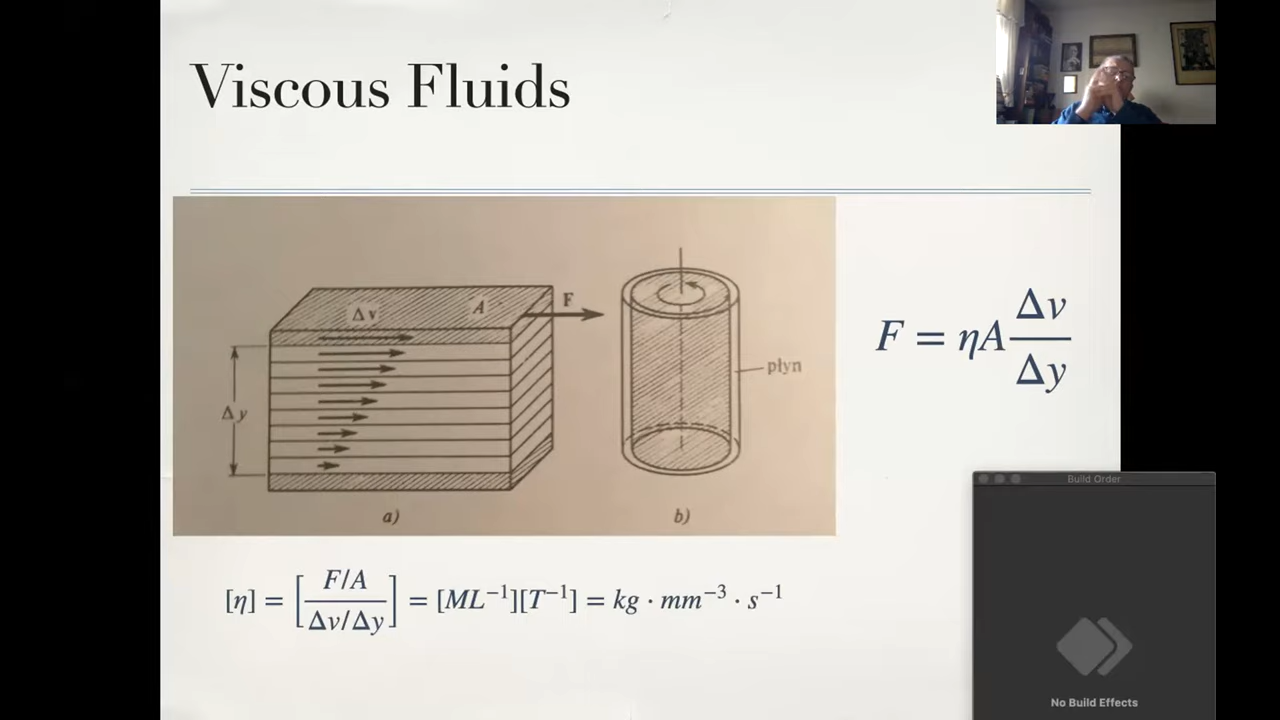 Viscous Fluids
Δv
A
F
Δy
płyn
a)
b)
F = ηA Δv/Δy
[η] = [F/A / Δv/Δy] = [ML⁻¹][T⁻¹] = kg · mm⁻³ · s⁻¹
Build Order
No Build Effects